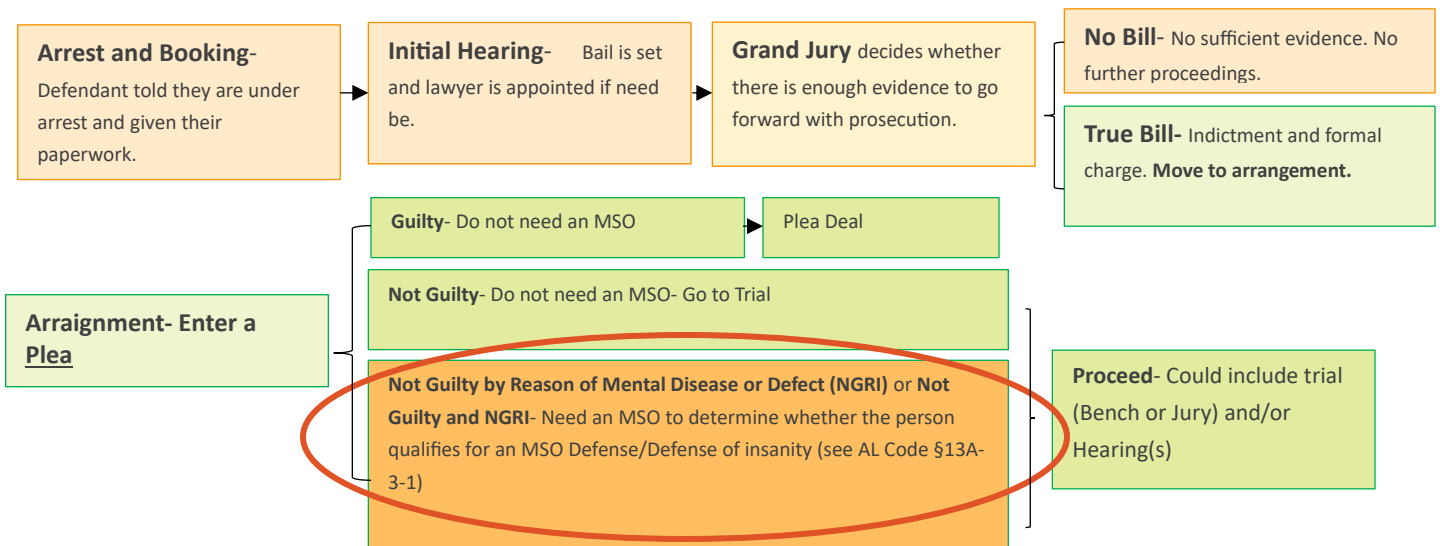 Arrest and Booking-
Defendant told they are under
arrest and given their
paperwork.
Initial Hearing- Bail is set
and lawyer is appointed if need
be.
Grand Jury decides whether
there is enough evidence to go
forward with prosecution.
No Bill- No sufficient evidence. No
further proceedings.
True Bill- Indictment and formal
charge. Move to arrangement.
Arraignment- Enter a
Plea
Guilty- Do not need an MSO
Plea Deal
Not Guilty- Do not need an MSO- Go to Trial
Not Guilty by Reason of Mental Disease or Defect (NGRI) or Not
Guilty and NGRI- Need an MSO to determine whether the person
qualifies for an MSO Defense/Defense of insanity (see AL Code §13A-
3-1)
Proceed- Could include trial
(Bench or Jury) and/or
Hearing(s)